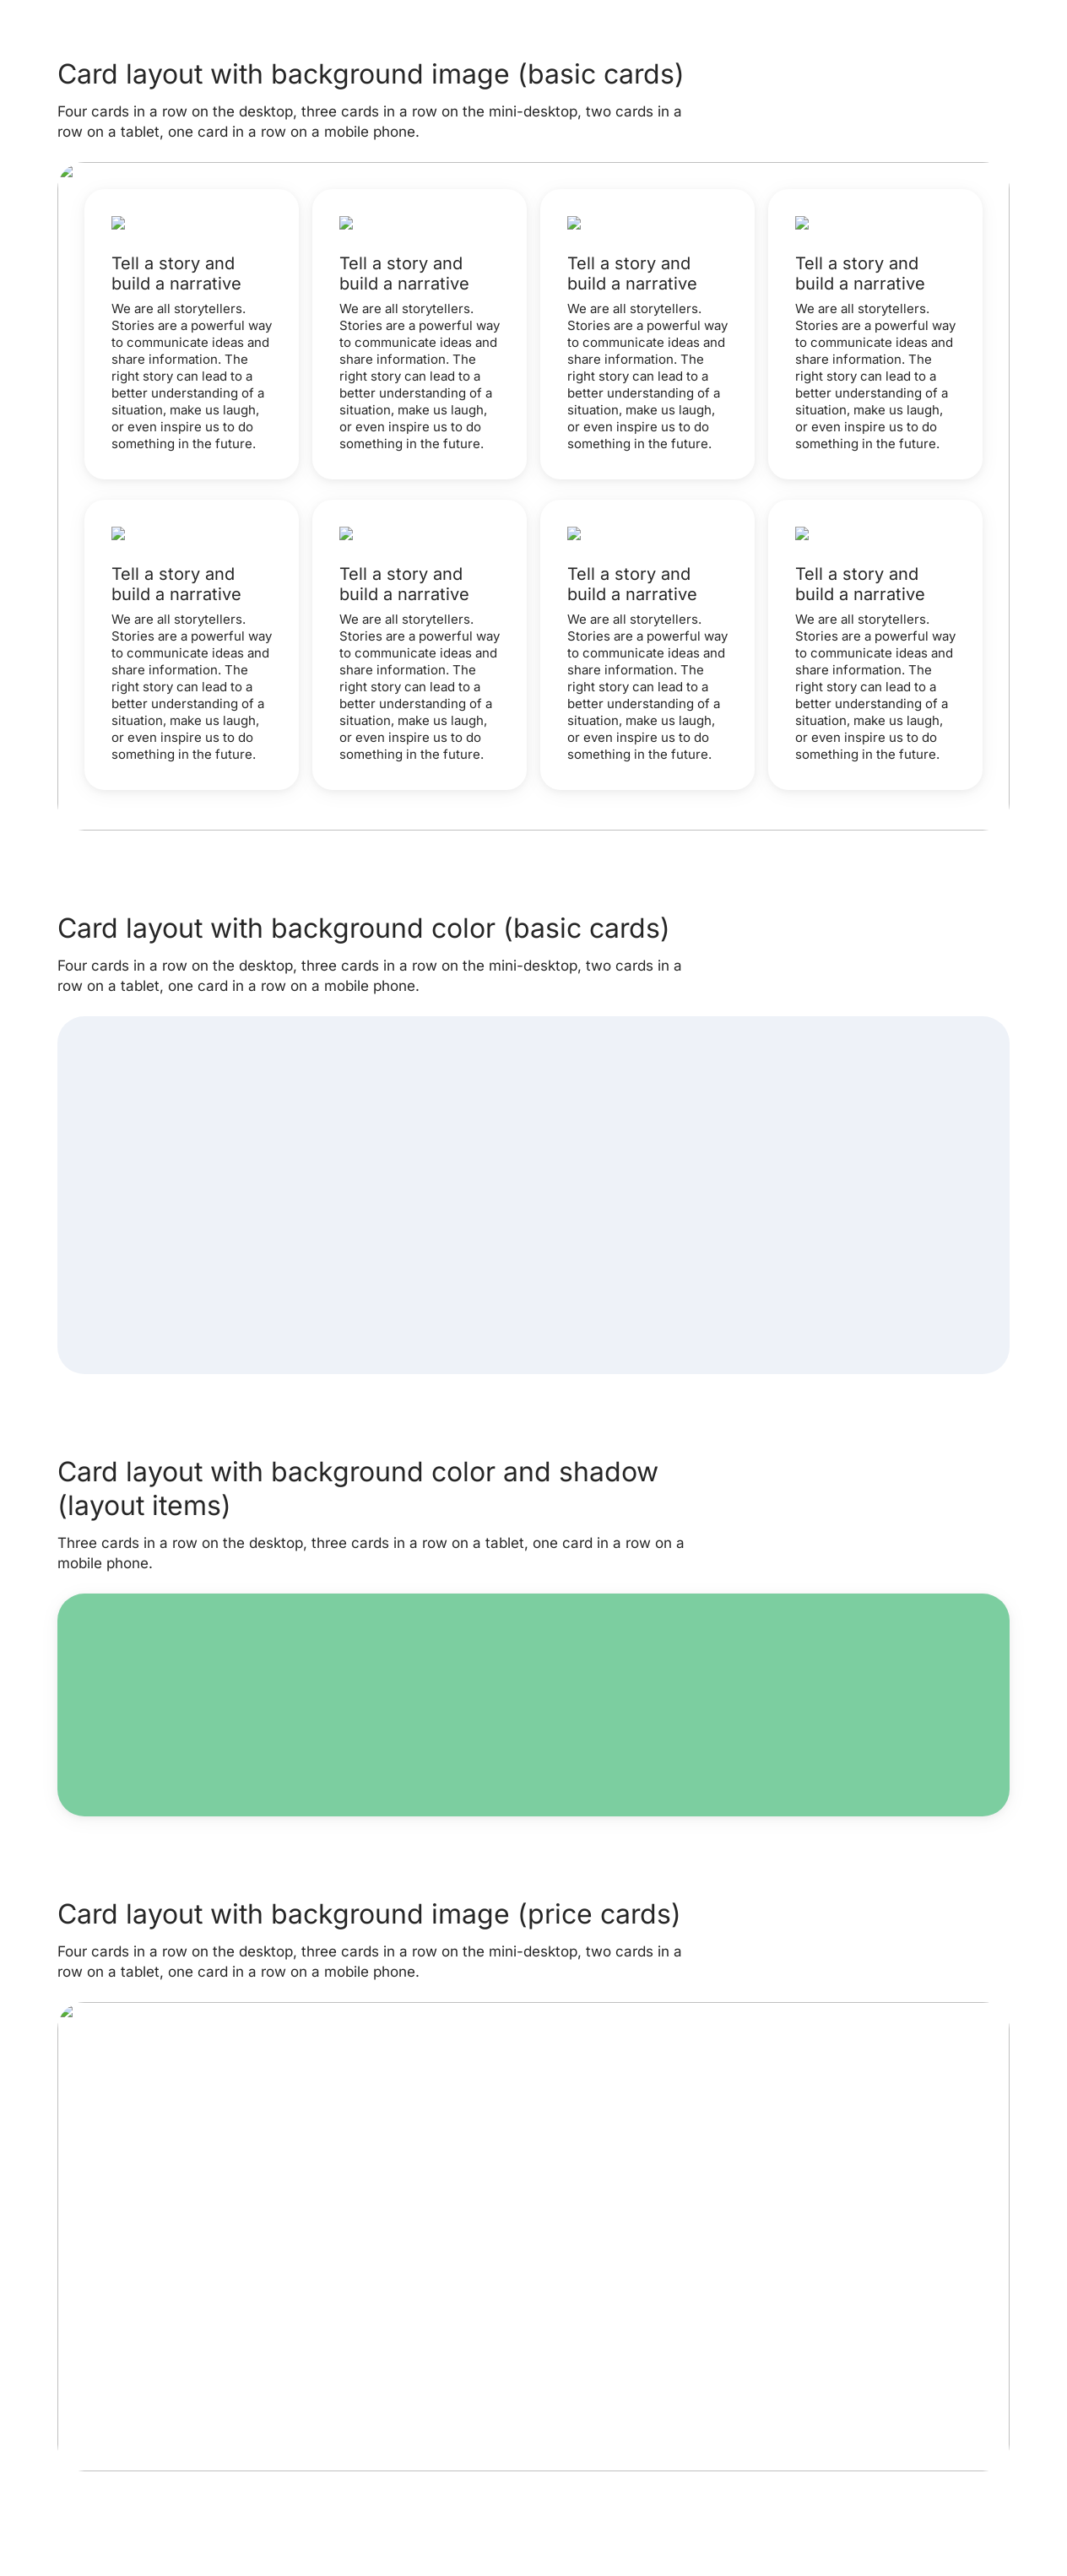 Card layout with background image (basic cards)
Four cards in a row on the desktop, three cards in a row on the mini-desktop, two cards in a
row on a tablet, one card in a row on a mobile phone.
Tell a story and
build a narrative
We are all storytellers.
Stories are a powerful way
to communicate ideas and
share information. The
right story can lead to a
better understanding of a
situation, make us laugh,
or even inspire us to do
something in the future.
Tell a story and
build a narrative
We are all storytellers.
Stories are a powerful way
to communicate ideas and
share information. The
right story can lead to a
better understanding of a
situation, make us laugh,
or even inspire us to do
something in the future.
Tell a story and
build a narrative
We are all storytellers.
Stories are a powerful way
to communicate ideas and
share information. The
right story can lead to a
better understanding of a
situation, make us laugh,
or even inspire us to do
something in the future.
Tell a story and
build a narrative
We are all storytellers.
Stories are a powerful way
to communicate ideas and
share information. The
right story can lead to a
better understanding of a
situation, make us laugh,
or even inspire us to do
something in the future.
Tell a story and
build a narrative
We are all storytellers.
Stories are a powerful way
to communicate ideas and
share information. The
right story can lead to a
better understanding of a
situation, make us laugh,
or even inspire us to do
something in the future.
Tell a story and
build a narrative
We are all storytellers.
Stories are a powerful way
to communicate ideas and
share information. The
right story can lead to a
better understanding of a
situation, make us laugh,
or even inspire us to do
something in the future.
Tell a story and
build a narrative
We are all storytellers.
Stories are a powerful way
to communicate ideas and
share information. The
right story can lead to a
better understanding of a
situation, make us laugh,
or even inspire us to do
something in the future.
Tell a story and
build a narrative
We are all storytellers.
Stories are a powerful way
to communicate ideas and
share information. The
right story can lead to a
better understanding of a
situation, make us laugh,
or even inspire us to do
something in the future.
Card layout with background color (basic cards)
Four cards in a row on the desktop, three cards in a row on the mini-desktop, two cards in a
row on a tablet, one card in a row on a mobile phone.
Card layout with background color and shadow
(layout items)
Three cards in a row on the desktop, three cards in a row on a tablet, one card in a row on a
mobile phone.
Card layout with background image (price cards)
Four cards in a row on the desktop, three cards in a row on the mini-desktop, two cards in a
row on a tablet, one card in a row on a mobile phone.